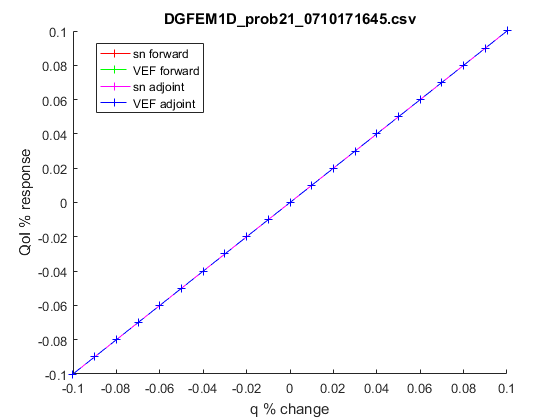 DGFEM1D_prob21_0710171645.csv
sn forward
VEF forward
sn adjoint
VEF adjoint
0.1
0.08
0.06
0.04
0.02
0
-0.02
-0.04
-0.06
-0.08
-0.1
QoI % response
-0.1 -0.08 -0.06 -0.04 -0.02 0 0.02 0.04 0.06 0.08 0.1
q % change